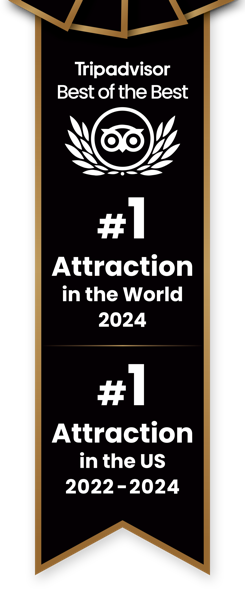 Tripadvisor
Best of the Best
#1
Attraction
in the World
2024
#1
Attraction
in the US
2022-2024